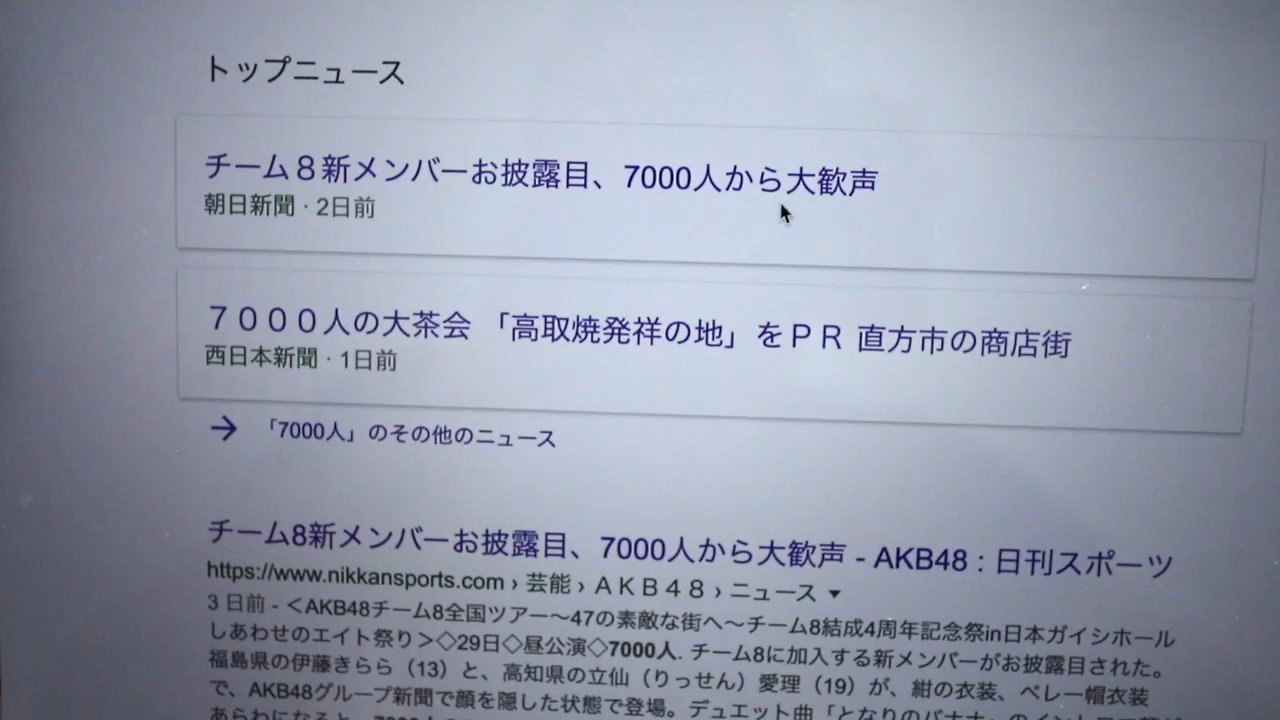 トップニュース
チーム８新メンバーお披露目、7000人から大歓声
朝日新聞 · 2日前
７０００人の大茶会 「高取焼発祥の地」をＰＲ 直方市の商店街
西日本新聞 · 1日前
→ 「7000人」のその他のニュース
チーム8新メンバーお披露目、7000人から大歓声 - AKB48 : 日刊スポーツ
https://www.nikkansports.com › 芸能 › ＡＫＢ４８ › ニュース ▼
3 日前 - ＜AKB48チーム8全国ツアー～47の素敵な街へ～チーム8結成4周年記念祭in日本ガイシホール
しあわせのエイト祭り＞◇29日◇昼公演◇7000人. チーム8に加入する新メンバーがお披露目された。
福島県の伊藤きらら（13）と、高知県の立仙（りっせん）愛理（19）が、紺の衣装、ベレー帽衣装
で、AKB48グループ新聞で顔を隠した状態で登場。デュエット曲「となりのバナナ」のイントロ
あらわになると、7000人の